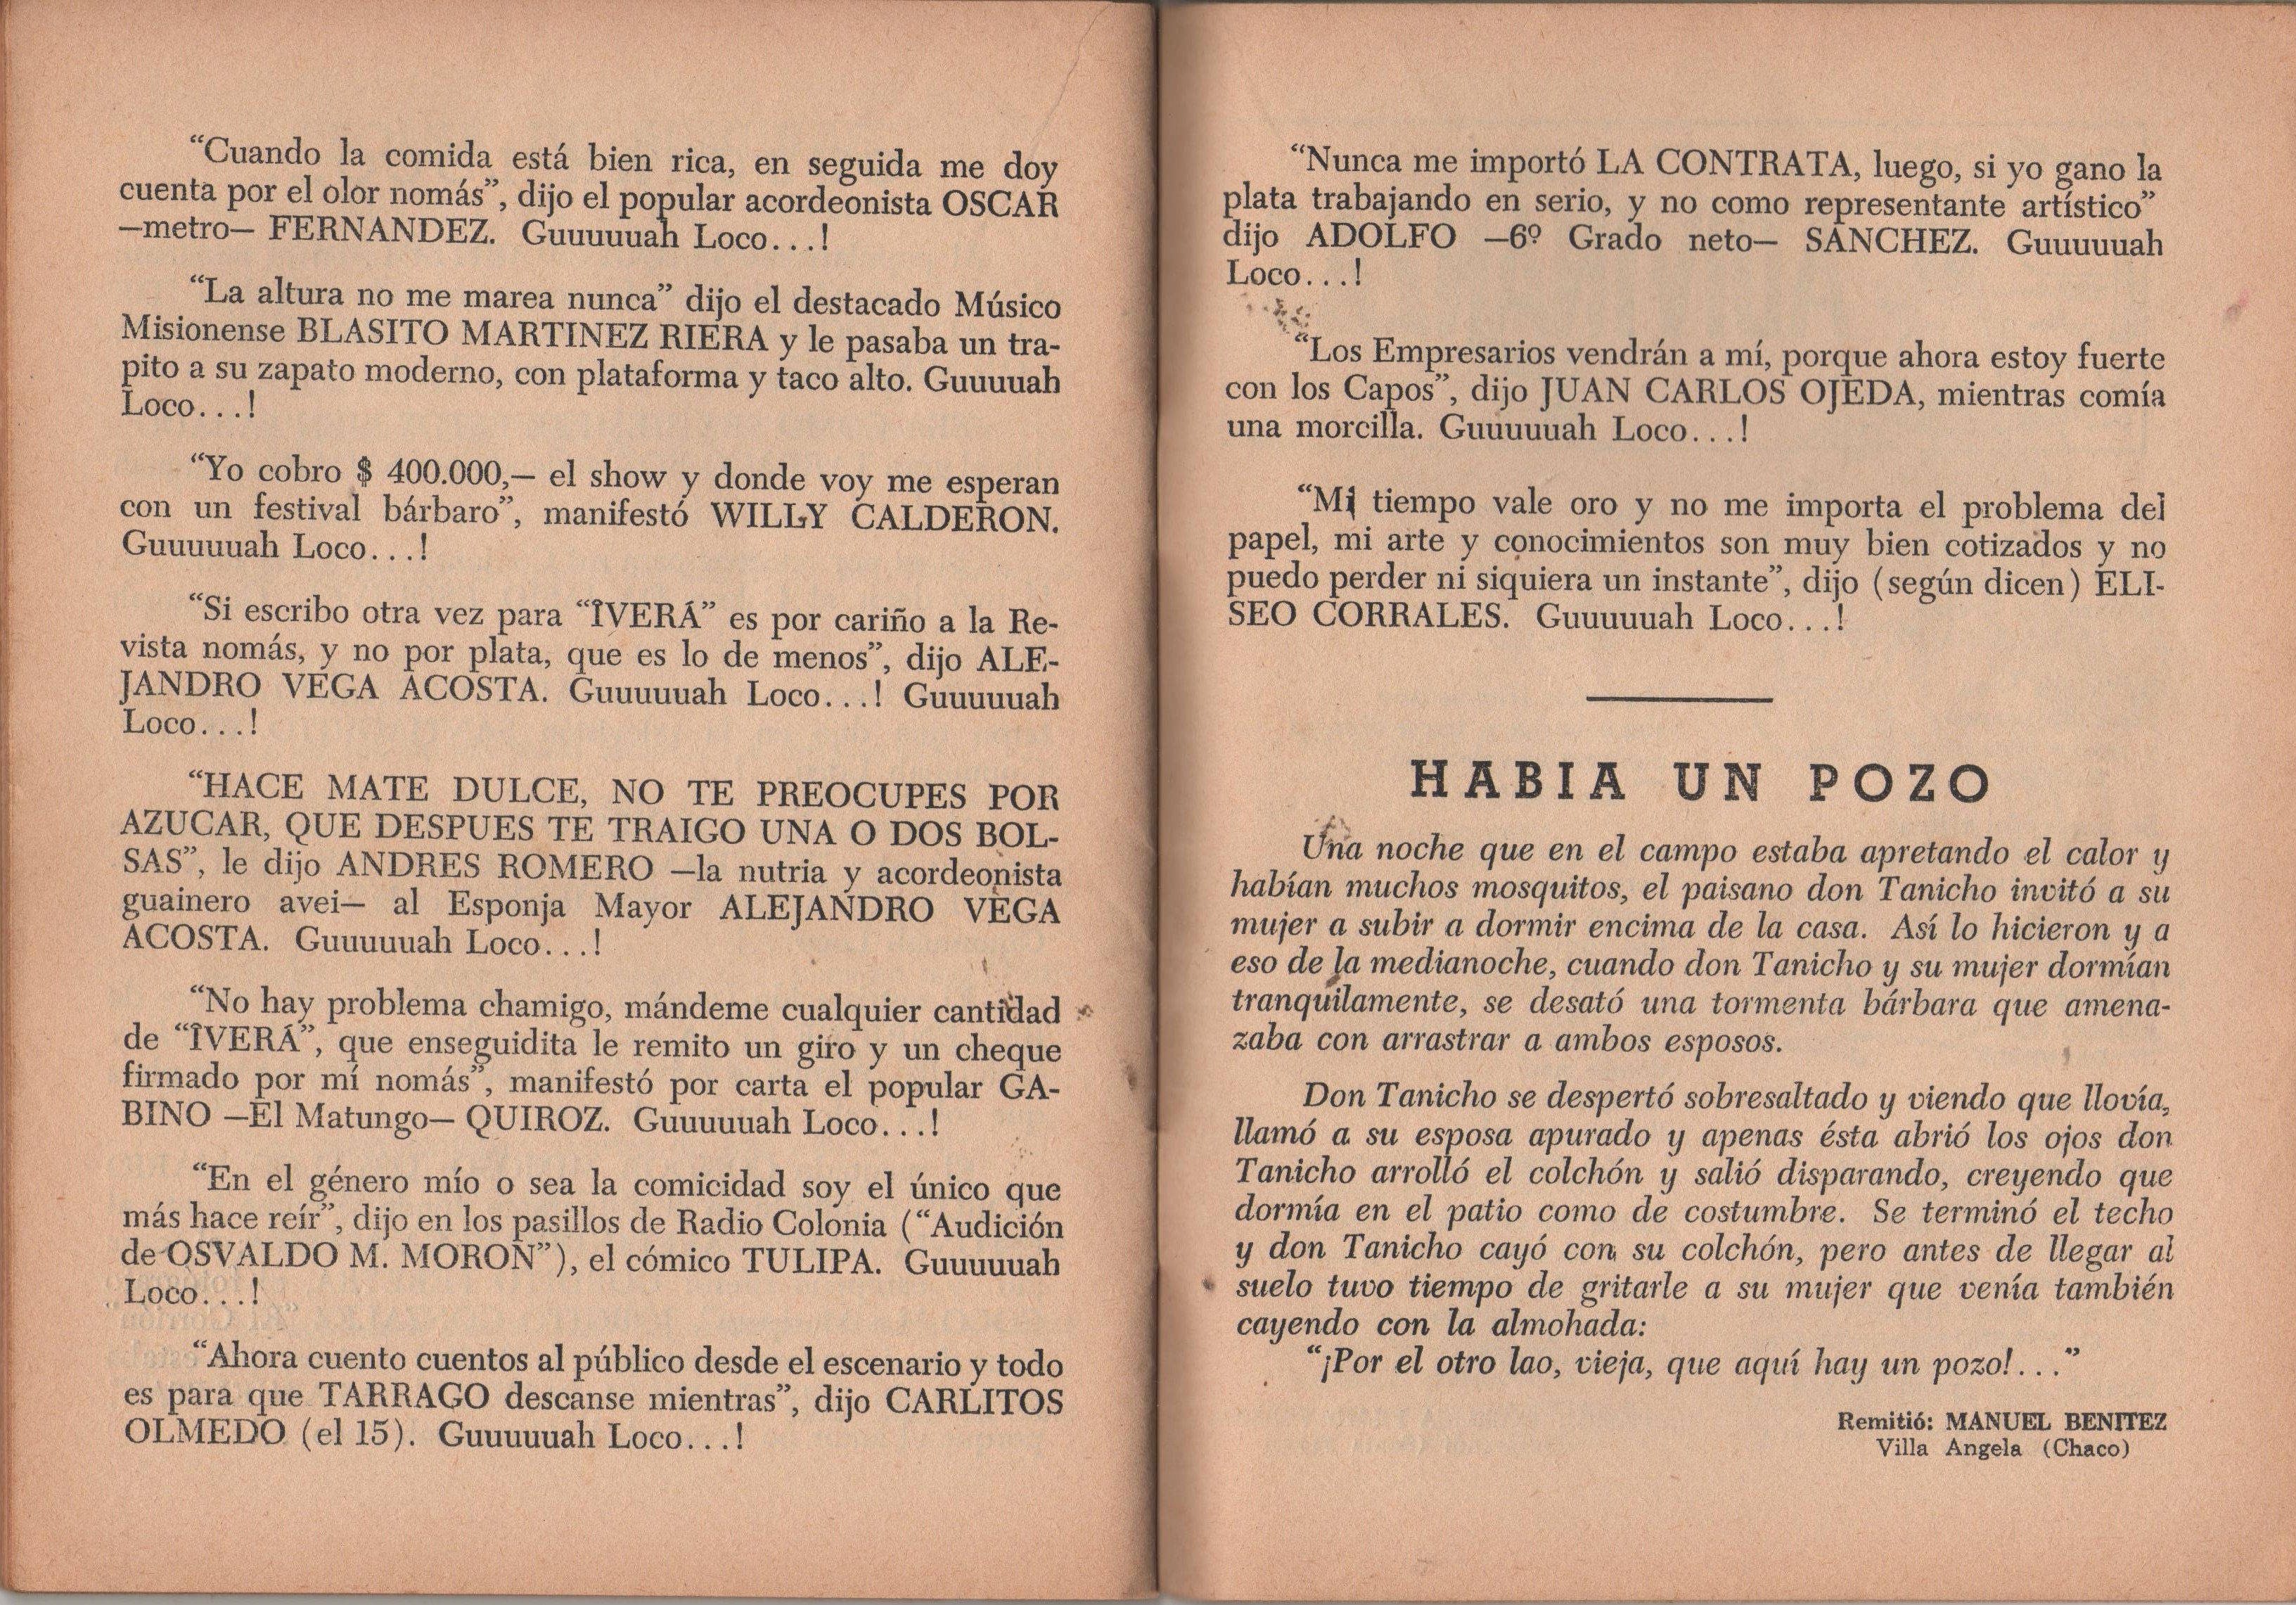 “Cuando la comida está bien rica, en seguida me doy
cuenta por el olor nomás”, dijo el popular acordeonista OSCAR
—metro— FERNANDEZ. Guuuuuah Loco...!
“La altura no me marea nunca” dijo el destacado Músico
Misionense BLASITO MARTINEZ RIERA y le pasaba un tra-
pito a su zapato moderno, con plataforma y taco alto. Guuuuah
Loco...!
“Yo cobro $ 400.000,— el show y donde voy me esperan
con un festival bárbaro”, manifestó WILLY CALDERON.
Guuuuuah Loco...!
“Si escribo otra vez para “ÎVERÁ” es por cariño a la Re-
vista nomás, y no por plata, que es lo de menos”, dijo ALE-
JANDRO VEGA ACOSTA. Guuuuuah Loco...! Guuuuuah
Loco...!
“HACE MATE DULCE, NO TE PREOCUPES POR
AZUCAR, QUE DESPUES TE TRAIGO UNA O DOS BOL-
SAS”, le dijo ANDRES ROMERO —la nutria y acordeonista
guainero avei— al Esponja Mayor ALEJANDRO VEGA
ACOSTA. Guuuuuah Loco...!
“No hay problema chamigo, mándeme cualquier cantidad
de “ÎVERÁ”, que enseguidita le remito un giro y un cheque
firmado por mí nomás”, manifestó por carta el popular GA-
BINO —El Matungo— QUIROZ. Guuuuuah Loco...!
“En el género mío o sea la comicidad soy el único que
más hace reír”, dijo en los pasillos de Radio Colonia (“Audición
de OSVALDO M. MORON”), el cómico TULIPA. Guuuuuah
Loco...!
“Ahora cuento cuentos al público desde el escenario y todo
es para que TARRAGO descanse mientras”, dijo CARLITOS
OLMEDO (el 15). Guuuuuah Loco...!
“Nunca me importó LA CONTRATA, luego, si yo gano la
plata trabajando en serio, y no como representante artístico”
dijo ADOLFO —6º Grado neto— SANCHEZ. Guuuuuah
Loco...!
“Los Empresarios vendrán a mí, porque ahora estoy fuerte
con los Capos”, dijo JUAN CARLOS OJEDA, mientras comía
una morcilla. Guuuuuah Loco...!
“Mi tiempo vale oro y no me importa el problema del
papel, mi arte y conocimientos son muy bien cotizados y no
puedo perder ni siquiera un instante”, dijo (según dicen) ELI-
SEO CORRALES. Guuuuuah Loco...!
HABIA UN POZO
Una noche que en el campo estaba apretando el calor y
habían muchos mosquitos, el paisano don Tanicho invitó a su
mujer a subir a dormir encima de la casa. Así lo hicieron y a
eso de la medianoche, cuando don Tanicho y su mujer dormían
tranquilamente, se desató una tormenta bárbara que amena-
zaba con arrastrar a ambos esposos.
Don Tanicho se despertó sobresaltado y viendo que llovía,
llamó a su esposa apurado y apenas ésta abrió los ojos don
Tanicho arrolló el colchón y salió disparando, creyendo que
dormía en el patio como de costumbre. Se terminó el techo
y don Tanicho cayó con su colchón, pero antes de llegar al
suelo tuvo tiempo de gritarle a su mujer que venía también
cayendo con la almohada:
“¡Por el otro lao, vieja, que aquí hay un pozo!...”
Remitió: MANUEL BENITEZ
Villa Angela (Chaco)